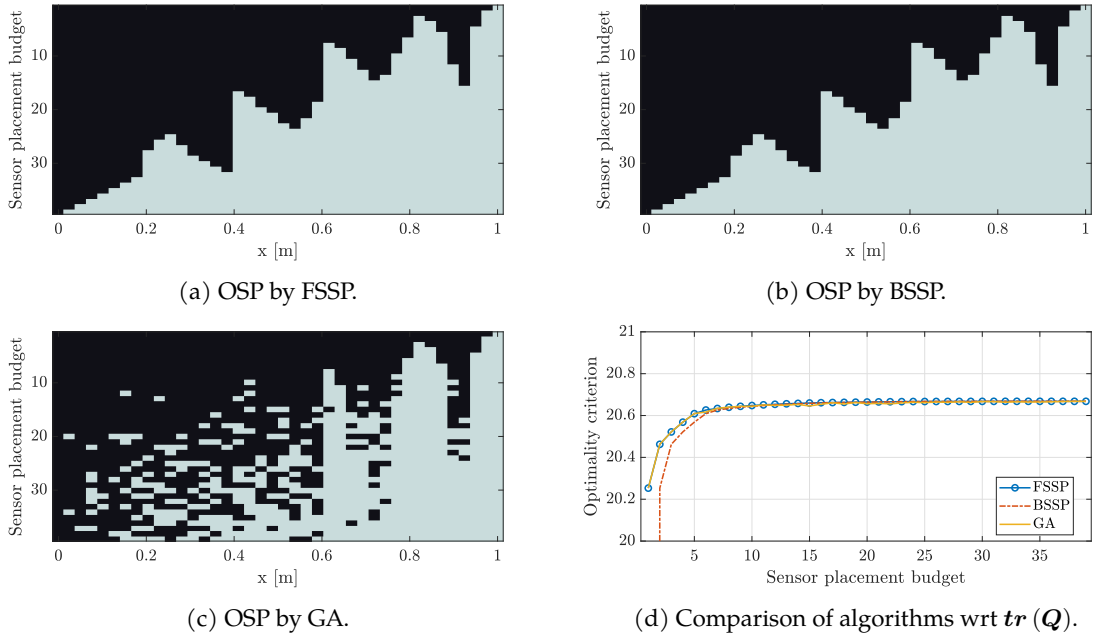 Sensor placement budget
10
20
30
0
0.2
0.4
0.6
0.8
1
x [m]
(a) OSP by FSSP.
Sensor placement budget
10
20
30
0
0.2
0.4
0.6
0.8
1
x [m]
(b) OSP by BSSP.
Sensor placement budget
10
20
30
0
0.2
0.4
0.6
0.8
1
x [m]
(c) OSP by GA.
Optimality criterion
21
20.8
20.6
20.4
20.2
20
5
10
15
20
25
30
35
Sensor placement budget
FSSP
BSSP
GA
(d) Comparison of algorithms wrt tr (Q).